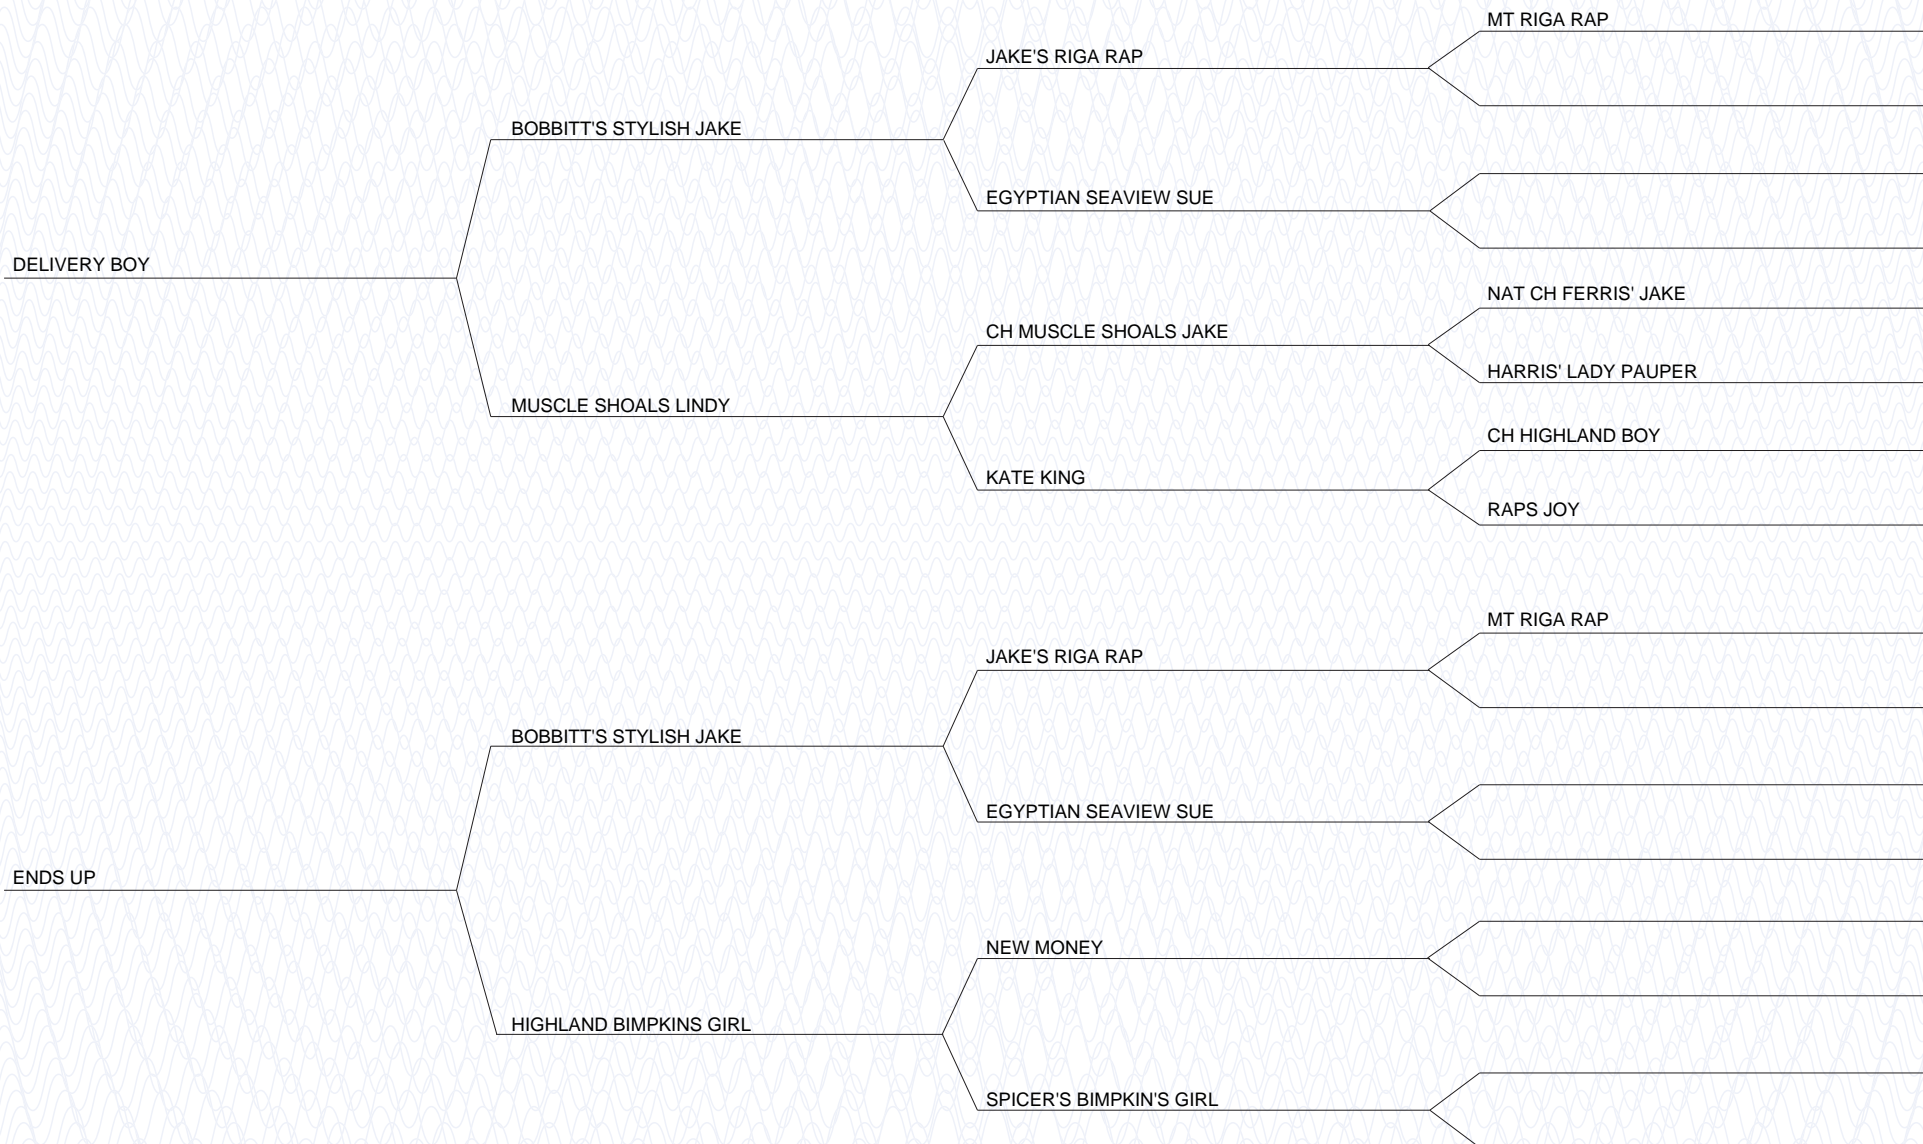 MT RIGA RAP
JAKE'S RIGA RAP
BOBBITT'S STYLISH JAKE
EGYPTIAN SEAVIEW SUE
DELIVERY BOY
NAT CH FERRIS' JAKE
CH MUSCLE SHOALS JAKE
HARRIS' LADY PAUPER
MUSCLE SHOALS LINDY
CH HIGHLAND BOY
KATE KING
RAPS JOY
MT RIGA RAP
JAKE'S RIGA RAP
BOBBITT'S STYLISH JAKE
EGYPTIAN SEAVIEW SUE
ENDS UP
NEW MONEY
HIGHLAND BIMPKINS GIRL
SPICER'S BIMPKIN'S GIRL